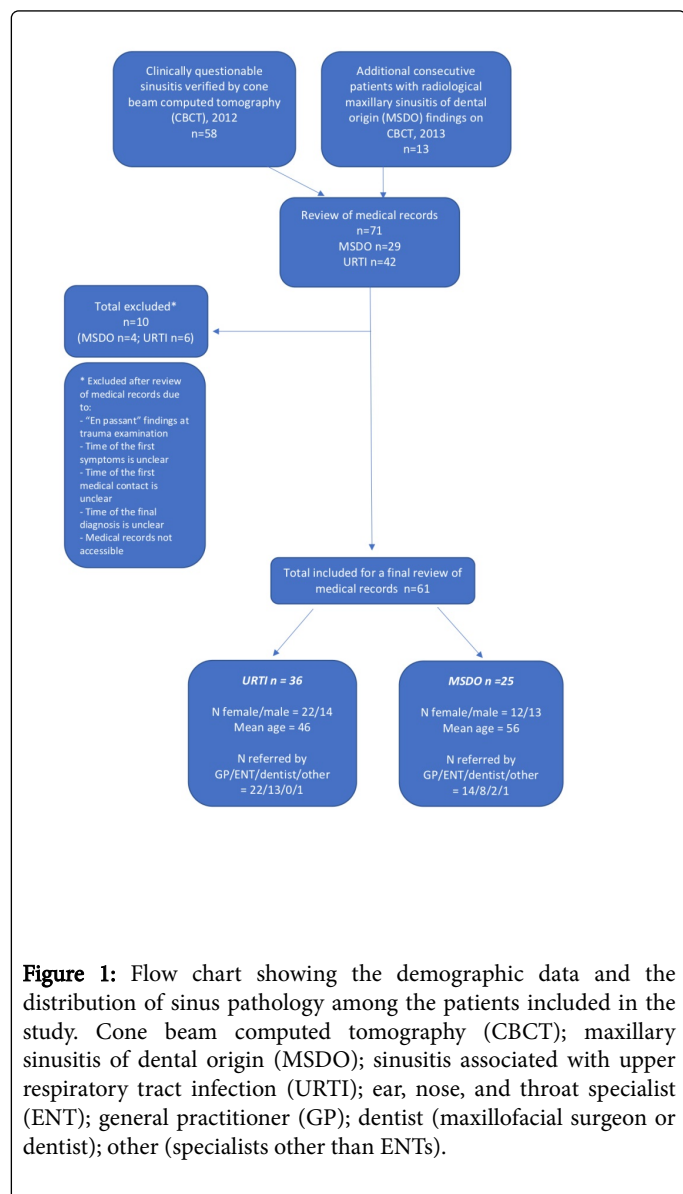 Clinically questionable
sinusitis verified by cone
beam computed tomography
(CBCT), 2012
n=58
Additional consecutive
patients with radiological
maxillary sinusitis of dental
origin (MSDO) findings on
CBCT, 2013
n=13
Review of medical records
n=71
MSDO n=29
URTI n=42
Total excluded*
n=10
(MSDO n=4; URTI n=6)
* Excluded after review
of medical records due
to:
- “En passant” findings at
trauma examination
- Time of the first
symptoms is unclear
- Time of the first
medical contact is
unclear
- Time of the final
diagnosis is unclear
- Medical records not
accessible
Total included for a final review of
medical records n=61
URTI n = 36
N female/male = 22/14
Mean age = 46
N referred by
GP/ENT/dentist/other
= 22/13/0/1
MSDO n =25
N female/male = 12/13
Mean age = 56
N referred by
GP/ENT/dentist/other
= 14/8/2/1
Figure 1: Flow chart showing the demographic data and the
distribution of sinus pathology among the patients included in the
study. Cone beam computed tomography (CBCT); maxillary
sinusitis of dental origin (MSDO); sinusitis associated with upper
respiratory tract infection (URTI); ear, nose, and throat specialist
(ENT); general practitioner (GP); dentist (maxillofacial surgeon or
dentist); other (specialists other than ENTs).